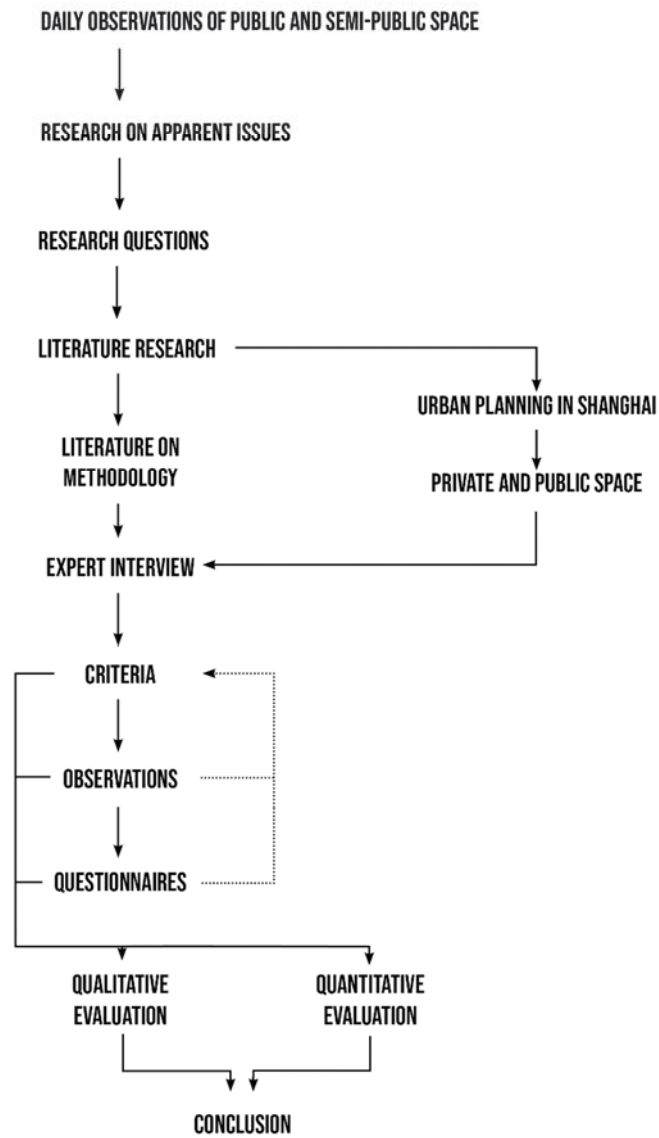 DAILY OBSERVATIONS OF PUBLIC AND SEMI-PUBLIC SPACE
RESEARCH ON APPARENT ISSUES
RESEARCH QUESTIONS
LITERATURE RESEARCH
URBAN PLANNING IN SHANGHAI
LITERATURE ON
METHODOLOGY
PRIVATE AND PUBLIC SPACE
EXPERT INTERVIEW
CRITERIA
OBSERVATIONS
QUESTIONNAIRES
QUALITATIVE
EVALUATION
QUANTITATIVE
EVALUATION
CONCLUSION